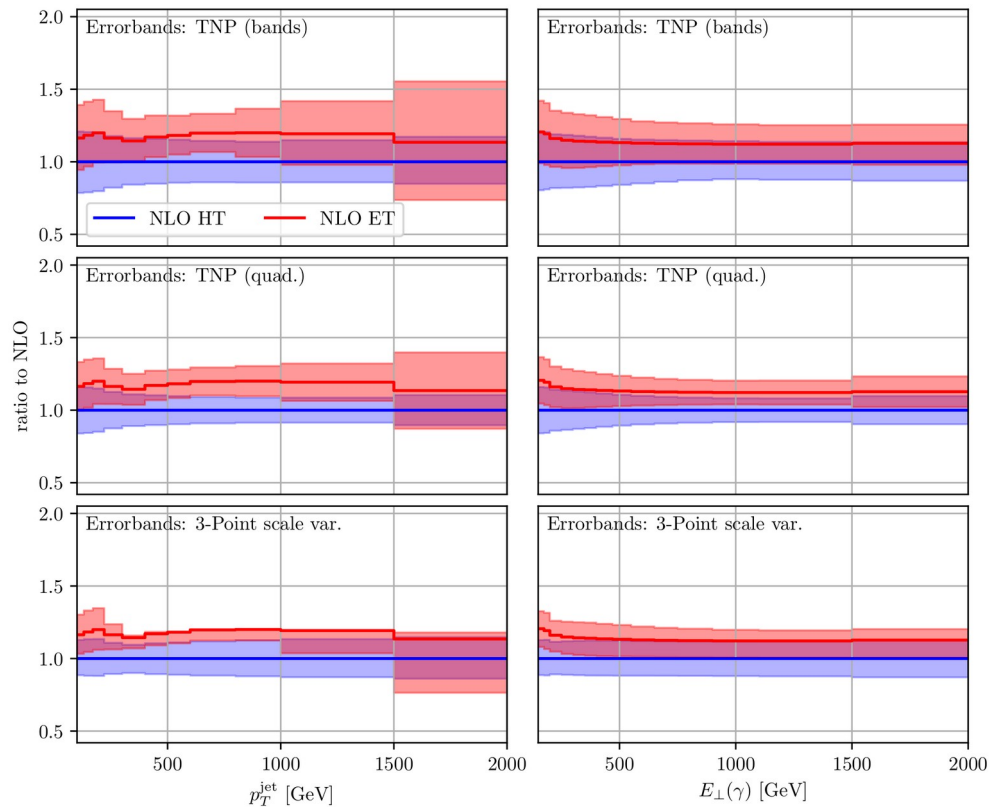 Errorbands: TNP (bands)
Errorbands: TNP (bands)
2.0
1.5
1.0
0.5
NLO HT
NLO ET
Errorbands: TNP (quad.)
Errorbands: TNP (quad.)
2.0
1.5
1.0
0.5
ratio to NLO
Errorbands: 3-Point scale var.
Errorbands: 3-Point scale var.
2.0
1.5
1.0
0.5
500 1000 1500 2000
500 1000 1500 2000
p_T^jet [GeV]
E⊥(γ) [GeV]